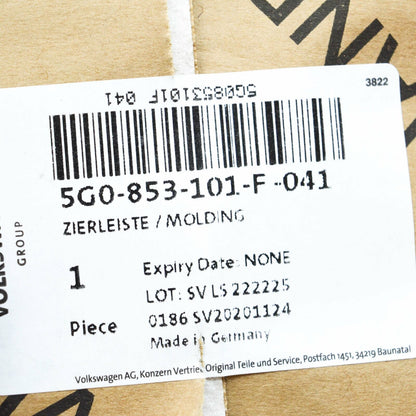 3822
5G0853101F 041
5G0-853-101-F -041
ZIERLEISTE / MOLDING
GROUP
1
Expiry Date: NONE
LOT: SV LS 222225
Piece
0186 SV20201124
Made in Germany
Volkswagen AG, Konzern Vertrieb Original Teile und Service, Postfach 1451, 34219 Baunatal